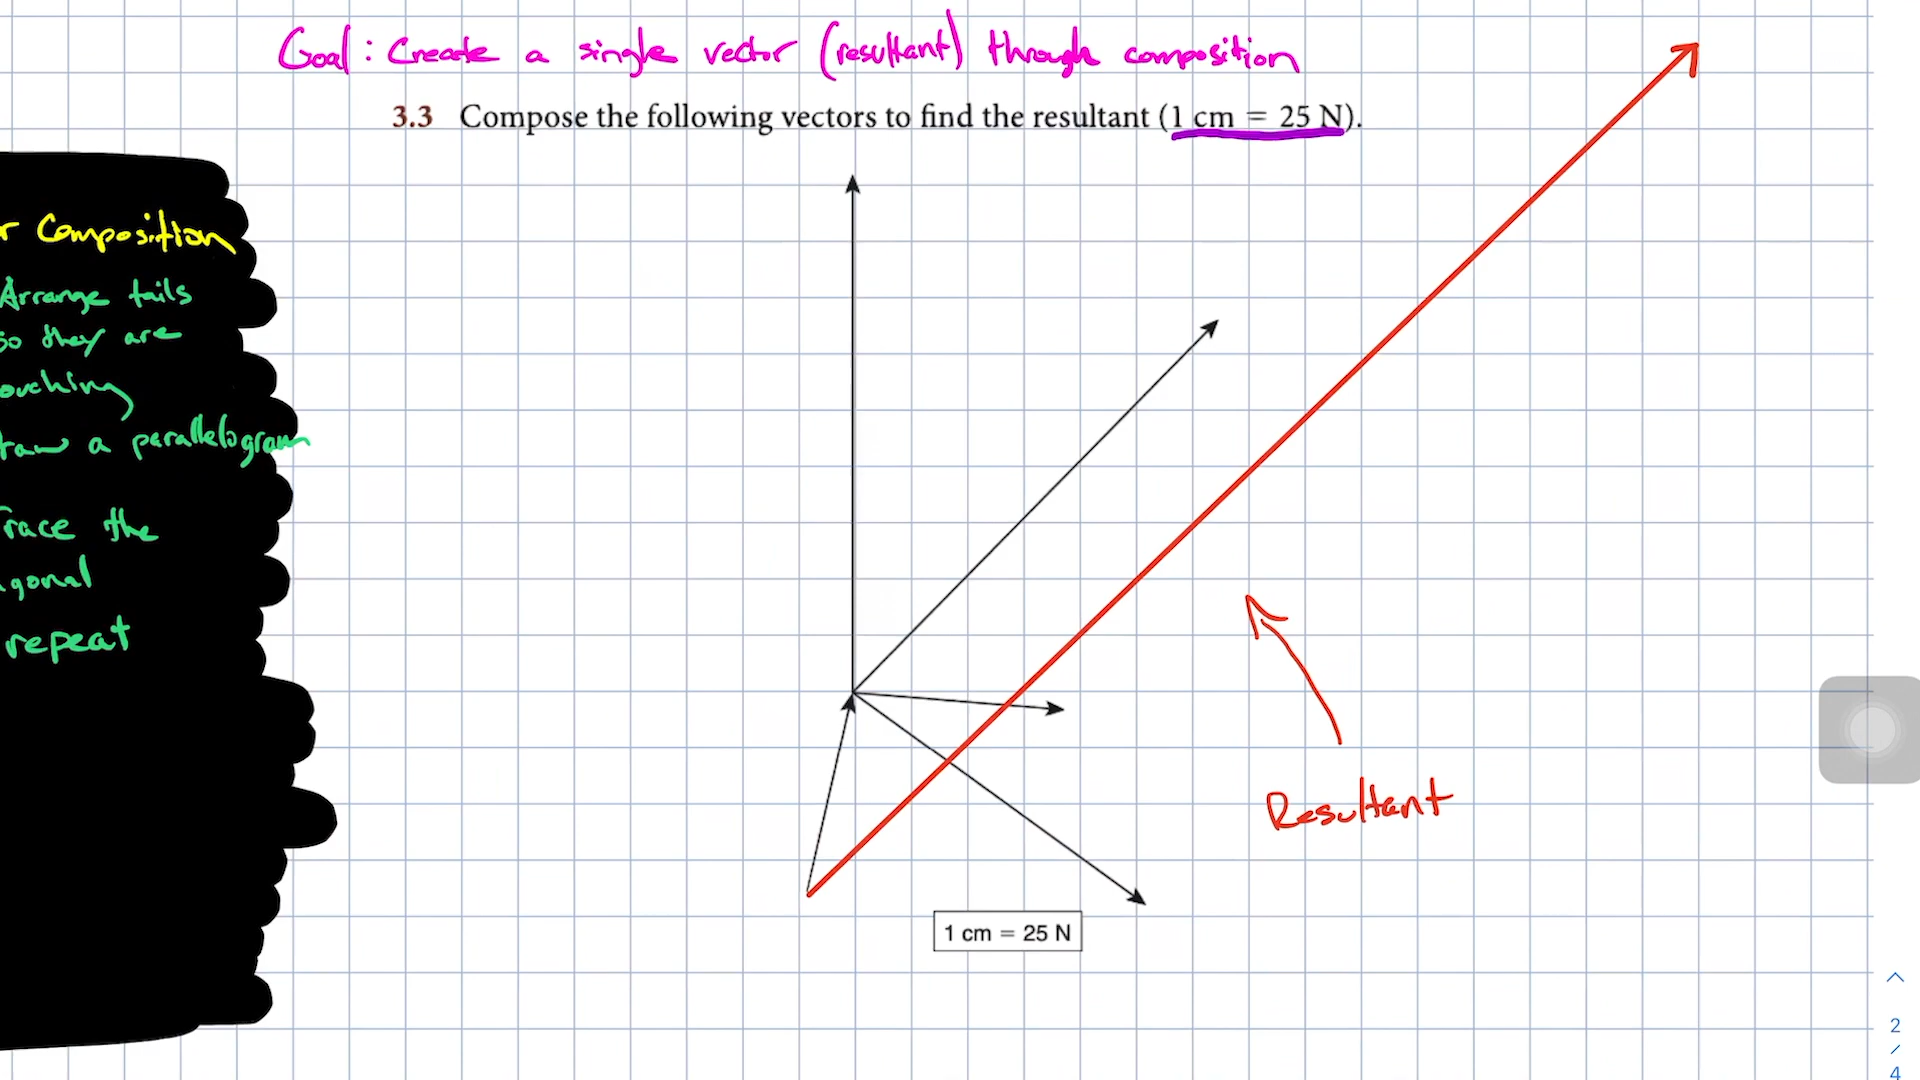 Goal: Create a single vector (resultant) through composition
3.3 Compose the following vectors to find the resultant (1 cm = 25 N).
Composition
Arrange tails
so they are
a parallelogram
the
repeat
Resultant
1 cm = 25 N
2
/
4